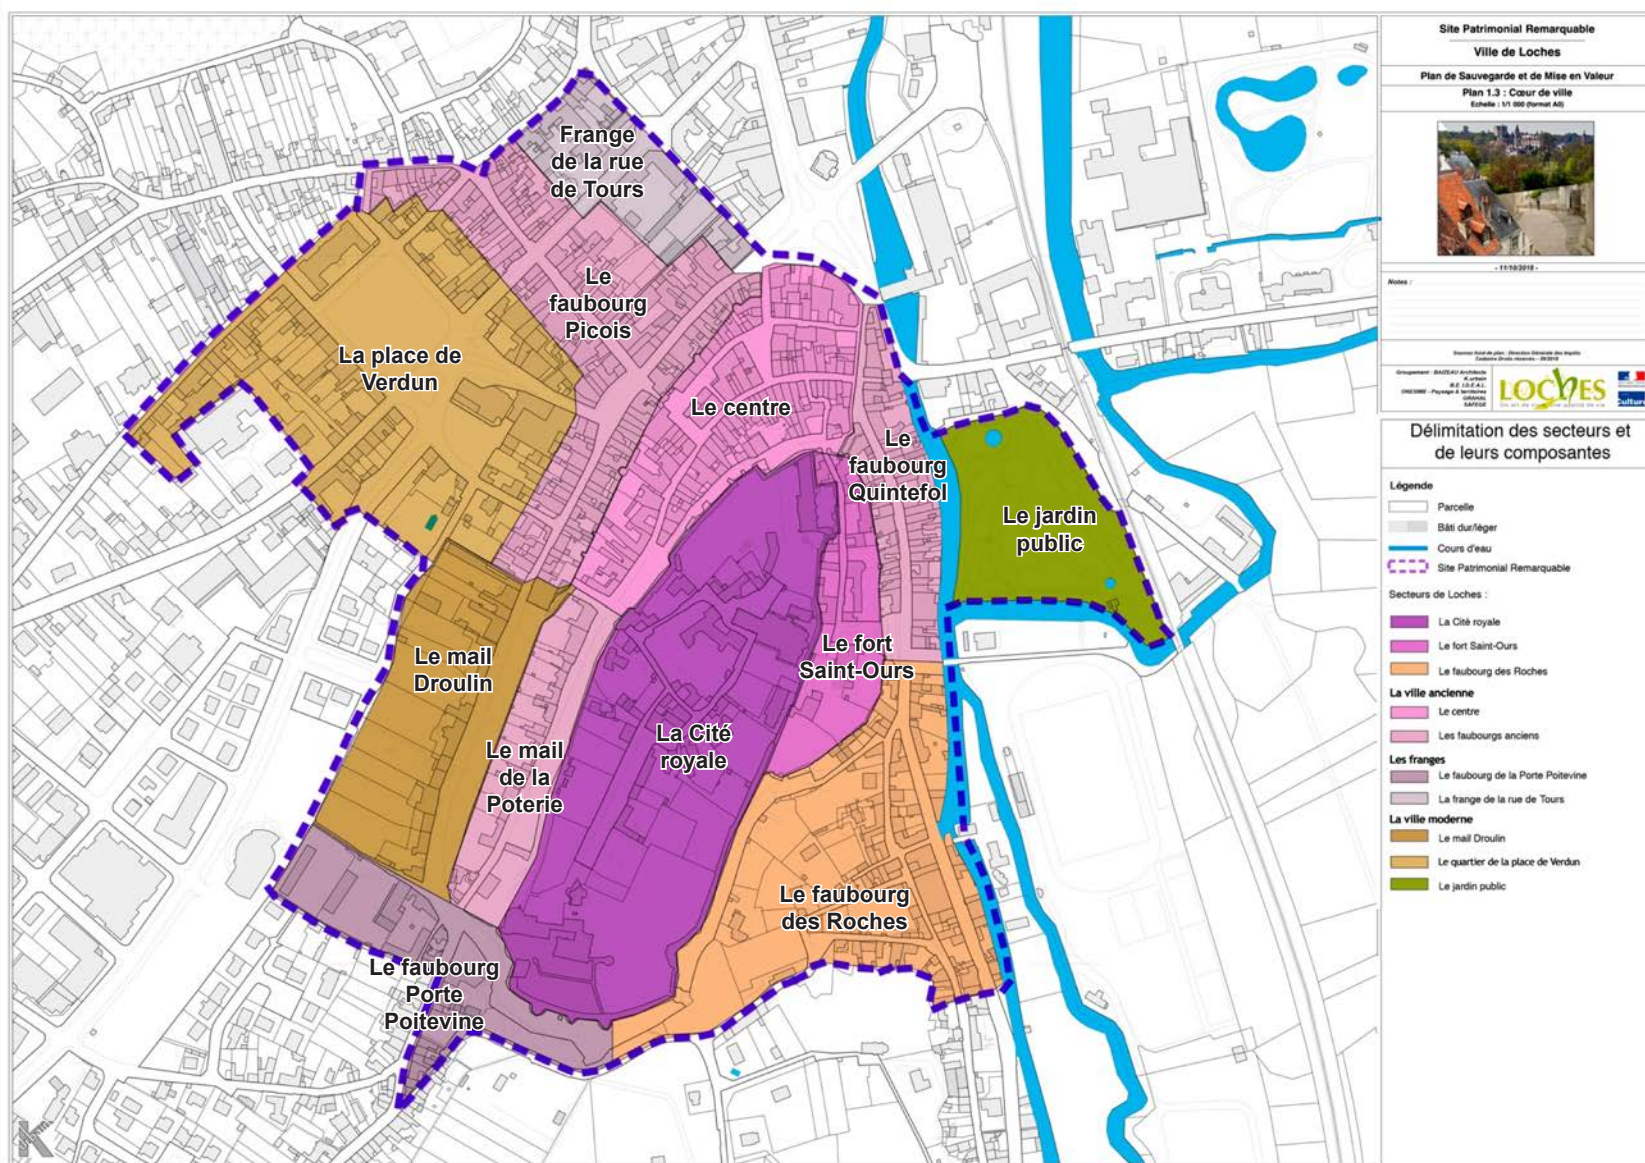 Frange
de la rue
de Tours
Le
faubourg
Picois
La place de
Verdun
Le centre
Le
faubourg
Quintefol
Le jardin
public
Le mail
Droulin
Le fort
Saint-Ours
La Cité
royale
Le mail
de la
Poterie
Le faubourg
des Roches
Le faubourg
Porte
Poitevine
Site Patrimonial Remarquable
Ville de Loches
Plan de Sauvegarde et de Mise en Valeur
Plan 1.3 : Cœur de ville
Echelle : 1/1 000 (format A0)
- 11/10/2018 -
Notes :
Groupement : BAIZEAU Architecte
K.urbain
SAFEGE
LOCHES
Culture
Délimitation des secteurs et
de leurs composantes
Légende
Parcelle
Bâti dur/léger
Cours d'eau
Site Patrimonial Remarquable
Secteurs de Loches :
La Cité royale
Le fort Saint-Ours
Le faubourg des Roches
La ville ancienne
Le centre
Les faubourgs anciens
Les franges
Le faubourg de la Porte Poitevine
La frange de la rue de Tours
La ville moderne
Le mail Droulin
Le quartier de la place de Verdun
Le jardin public